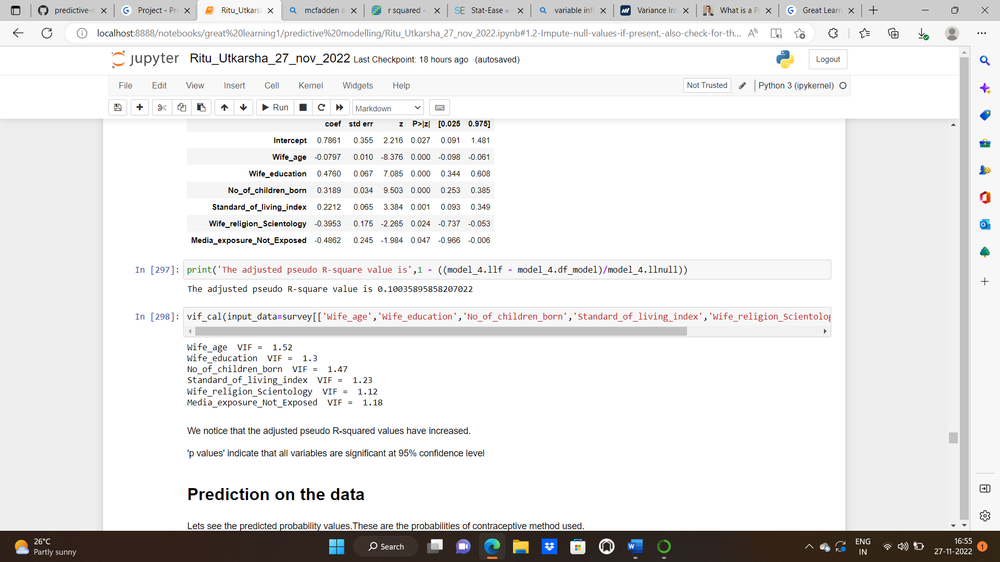 predictive-n
Project - Pre
Ritu_Utkarsh
mcfadden a
r squared -
SE Stat-Ease »
variable infl
Variance Inf
What is a Ps
Great Learn
localhost:8888/notebooks/great%20learning1/predictive%20modelling/Ritu_Utkarsha_27_nov_2022.ipynb#1.2-Impute-null-values-if-present,-also-check-for-th...
jupyter Ritu_Utkarsha_27_nov_2022 Last Checkpoint: 18 hours ago (autosaved)
Logout
File Edit View Insert Cell Kernel Widgets Help
Not Trusted Python 3 (ipykernel)
Run Markdown
coef std err z P>|z| [0.025 0.975]
Intercept 0.7861 0.355 2.216 0.027 0.091 1.481
Wife_age -0.0797 0.010 -8.376 0.000 -0.098 -0.061
Wife_education 0.4760 0.067 7.085 0.000 0.344 0.608
No_of_children_born 0.3189 0.034 9.503 0.000 0.253 0.385
Standard_of_living_index 0.2212 0.065 3.384 0.001 0.093 0.349
Wife_religion_Scientology -0.3953 0.175 -2.265 0.024 -0.737 -0.053
Media_exposure_Not_Exposed -0.4862 0.245 -1.984 0.047 -0.966 -0.006
In [297]: print('The adjusted pseudo R-square value is',1 - ((model_4.llf - model_4.df_model)/model_4.llnull))
The adjusted pseudo R-square value is 0.10035895858207022
In [298]: vif_cal(input_data=survey[['Wife_age','Wife_education','No_of_children_born','Standard_of_living_index','Wife_religion_Scientolog
Wife_age VIF = 1.52
Wife_education VIF = 1.3
No_of_children_born VIF = 1.47
Standard_of_living_index VIF = 1.23
Wife_religion_Scientology VIF = 1.12
Media_exposure_Not_Exposed VIF = 1.18
We notice that the adjusted pseudo R-squared values have increased.
'p values' indicate that all variables are significant at 95% confidence level
Prediction on the data
Lets see the predicted probability values.These are the probabilities of contraceptive method used.
26°C
Partly sunny
Search
ENG
IN
16:55
27-11-2022
1